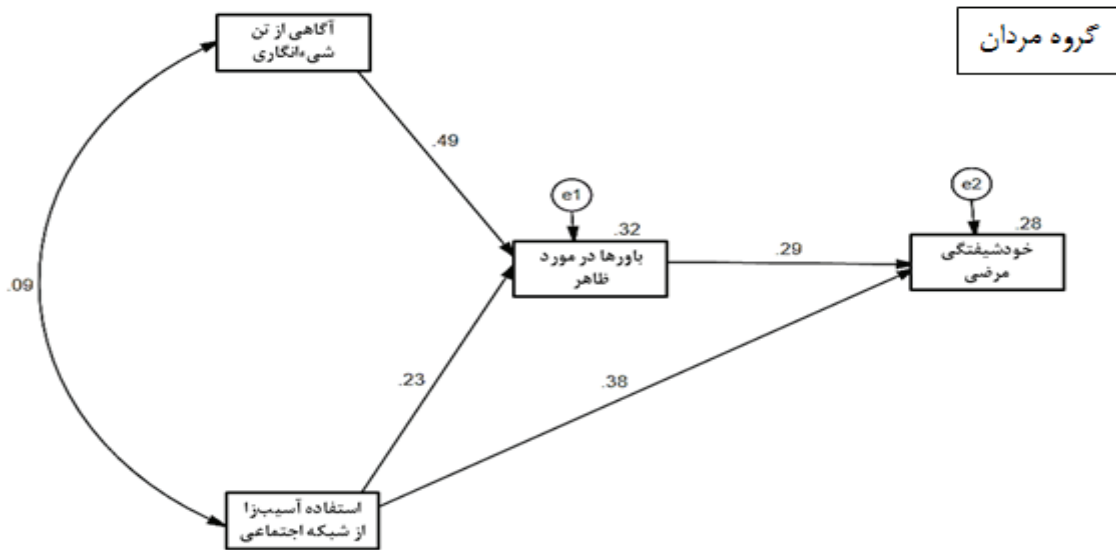 گروه مردان
آگاهی از تن
شیءانگاری
.49
e1
e2
.32
.28
باورها در مورد
ظاهر
.29
خودشیفتگی
مرضی
.09
.23
.38
استفاده آسیب‌زا
از شبکه اجتماعی